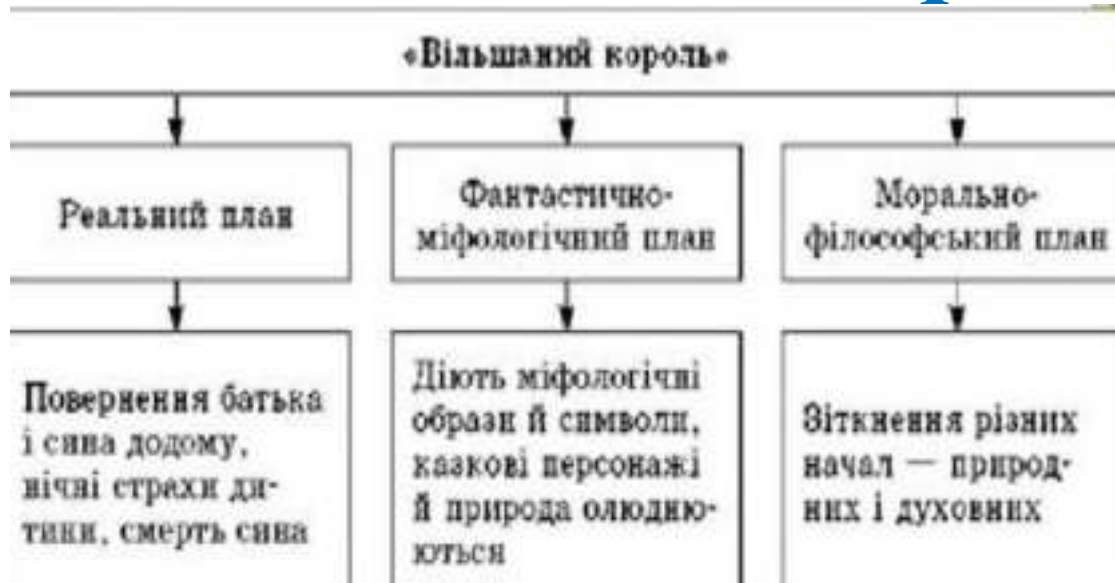 «Вільшаний король»
Реальний план
Фантастично-
міфологічний план
Морально-
філософський план
Повернення батька
і сина додому,
нічні страхи ди-
тини, смерть сина
Діють міфологічні
образи й символи,
казкові персонажі
й природа олюдню-
ються
Зіткнення різних
начал — природ-
них і духовних